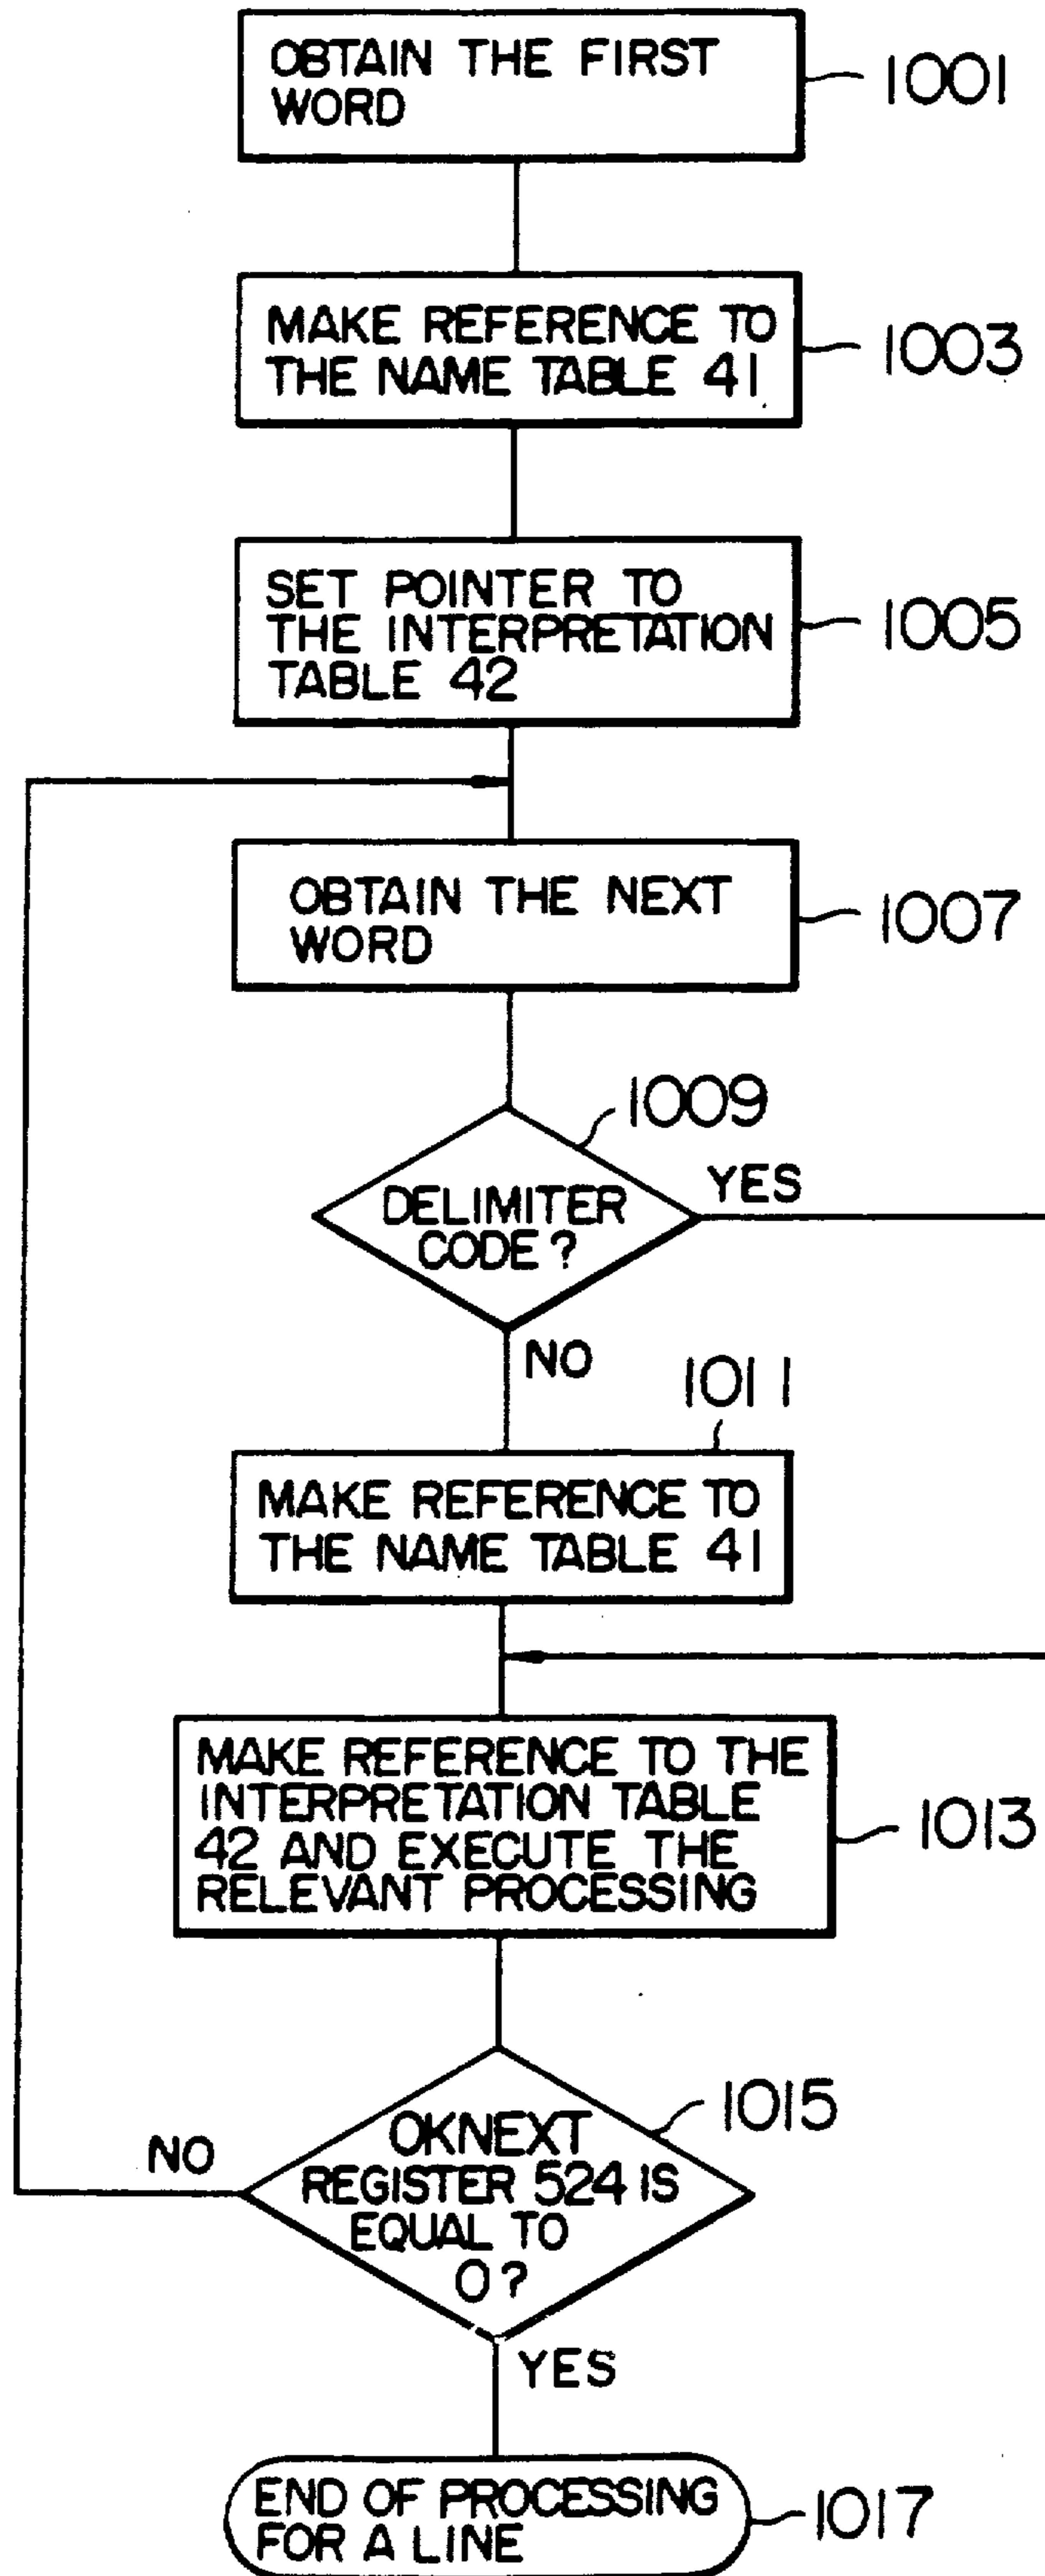 OBTAIN THE FIRST
WORD
1001
MAKE REFERENCE TO
THE NAME TABLE 41
1003
SET POINTER TO
THE INTERPRETATION
TABLE 42
1005
OBTAIN THE NEXT
WORD
1007
1009
DELIMITER
CODE?
YES
NO
1011
MAKE REFERENCE TO
THE NAME TABLE 41
MAKE REFERENCE TO THE
INTERPRETATION TABLE
42 AND EXECUTE THE
RELEVANT PROCESSING
1013
1015
NO
OKNEXT
REGISTER 524 IS
EQUAL TO
0?
YES
END OF PROCESSING
FOR A LINE
1017